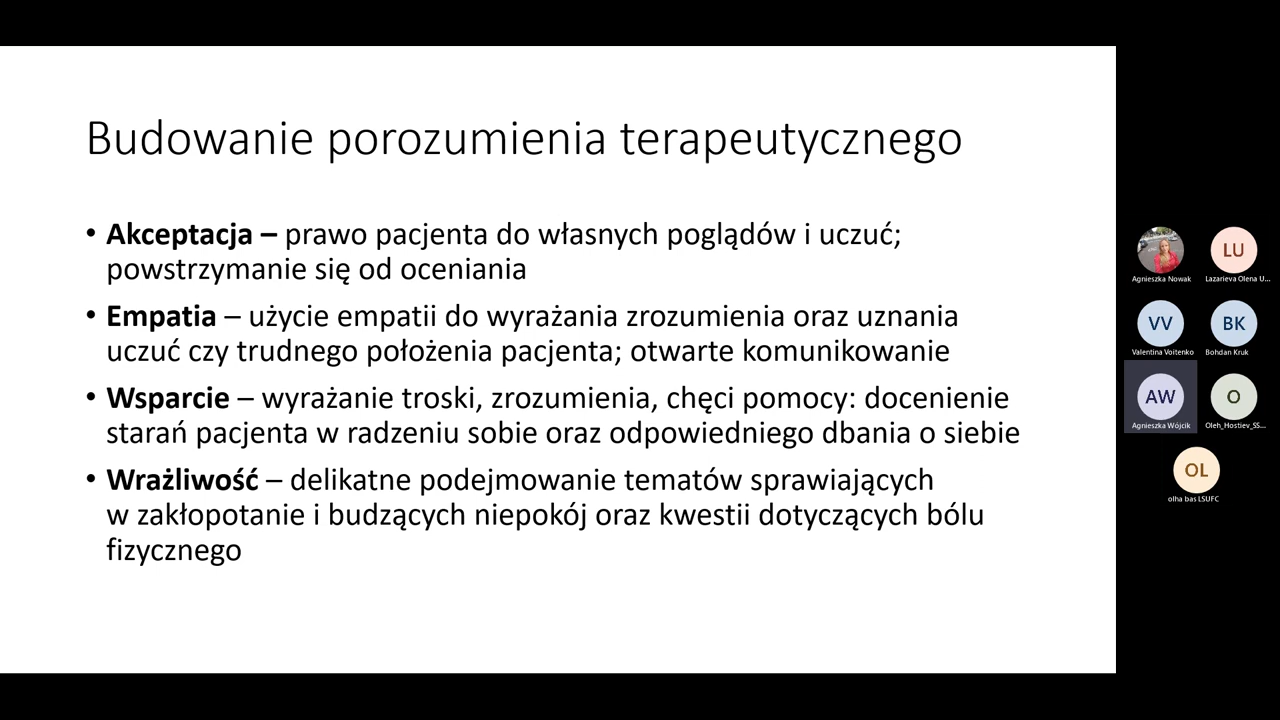 Budowanie porozumienia terapeutycznego
• Akceptacja – prawo pacjenta do własnych poglądów i uczuć;
powstrzymanie się od oceniania
• Empatia – użycie empatii do wyrażania zrozumienia oraz uznania
uczuć czy trudnego położenia pacjenta; otwarte komunikowanie
• Wsparcie – wyrażanie troski, zrozumienia, chęci pomocy: docenienie
starań pacjenta w radzeniu sobie oraz odpowiedniego dbania o siebie
• Wrażliwość – delikatne podejmowanie tematów sprawiających
w zakłopotanie i budzących niepokój oraz kwestii dotyczących bólu
fizycznego
Agnieszka Nowak
LU
Lazarieva Olena U...
VV
Valentina Voitenko
BK
Bohdan Kruk
AW
Agnieszka Wójcik
O
Oleh_Hostiev_SS...
OL
olha bas LSUFC